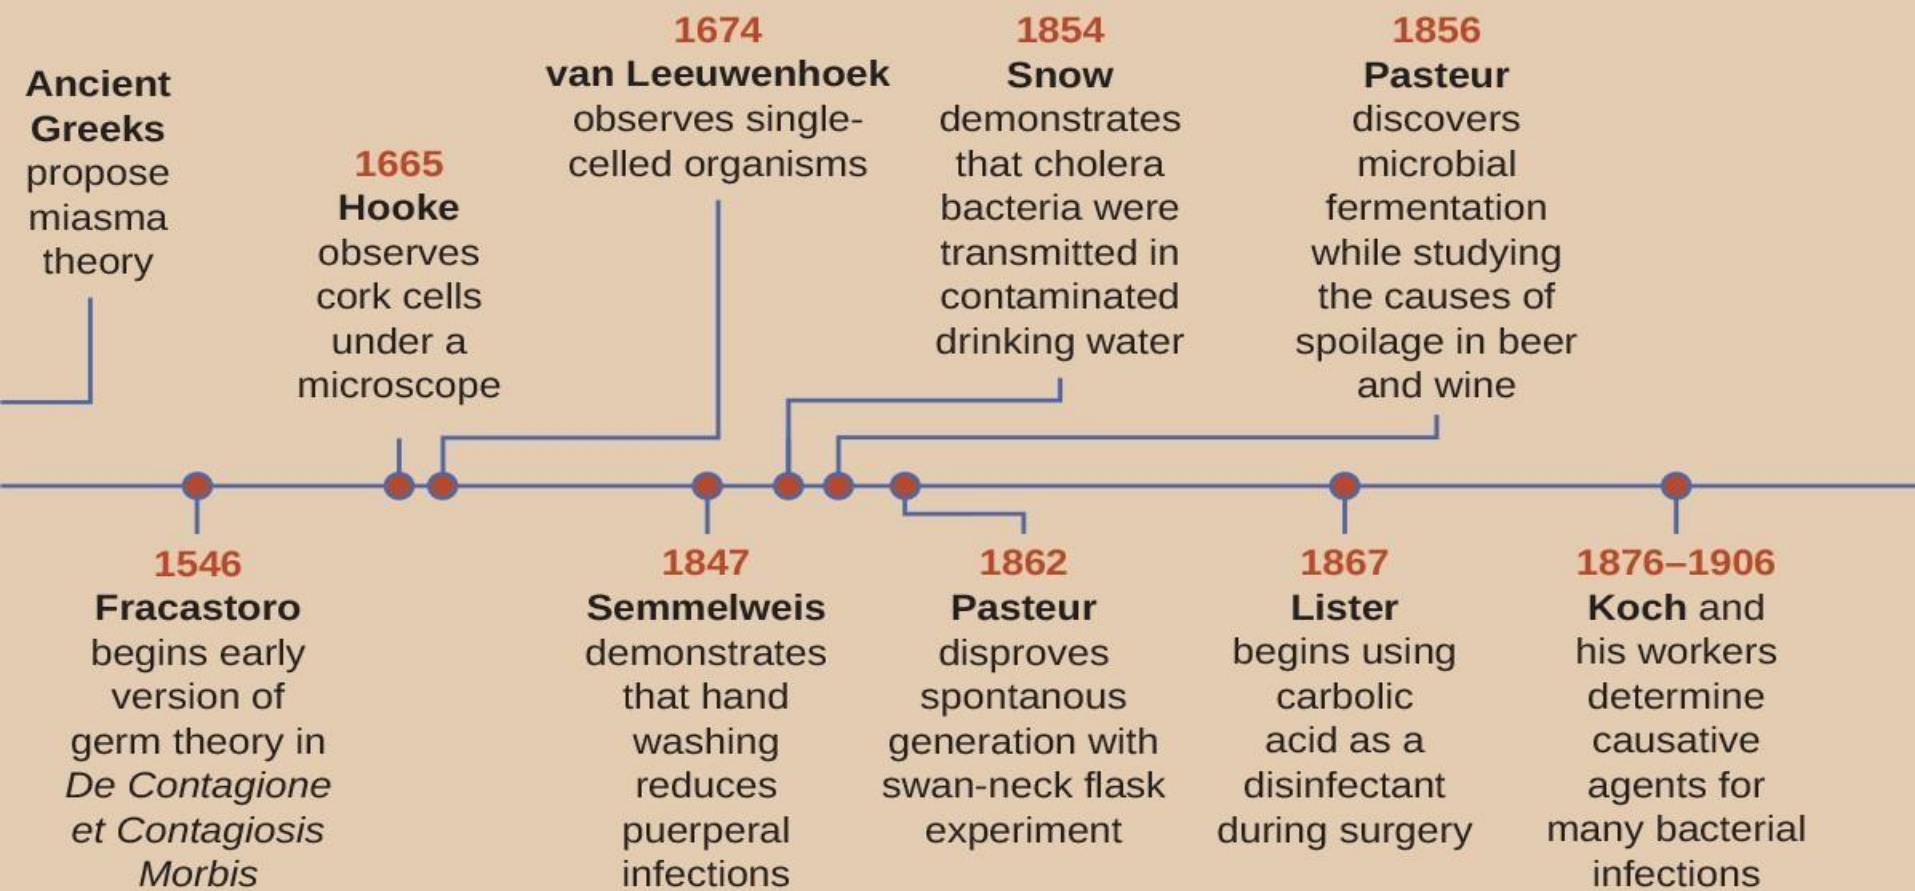 Ancient
Greeks
propose
miasma
theory
1665
Hooke
observes
cork cells
under a
microscope
1674
van Leeuwenhoek
observes single-
celled organisms
1854
Snow
demonstrates
that cholera
bacteria were
transmitted in
contaminated
drinking water
1856
Pasteur
discovers
microbial
fermentation
while studying
the causes of
spoilage in beer
and wine
1546
Fracastoro
begins early
version of
germ theory in
De Contagione
et Contagiosis
Morbis
1847
Semmelweis
demonstrates
that hand
washing
reduces
puerperal
infections
1862
Pasteur
disproves
spontanous
generation with
swan-neck flask
experiment
1867
Lister
begins using
carbolic
acid as a
disinfectant
during surgery
1876–1906
Koch and
his workers
determine
causative
agents for
many bacterial
infections